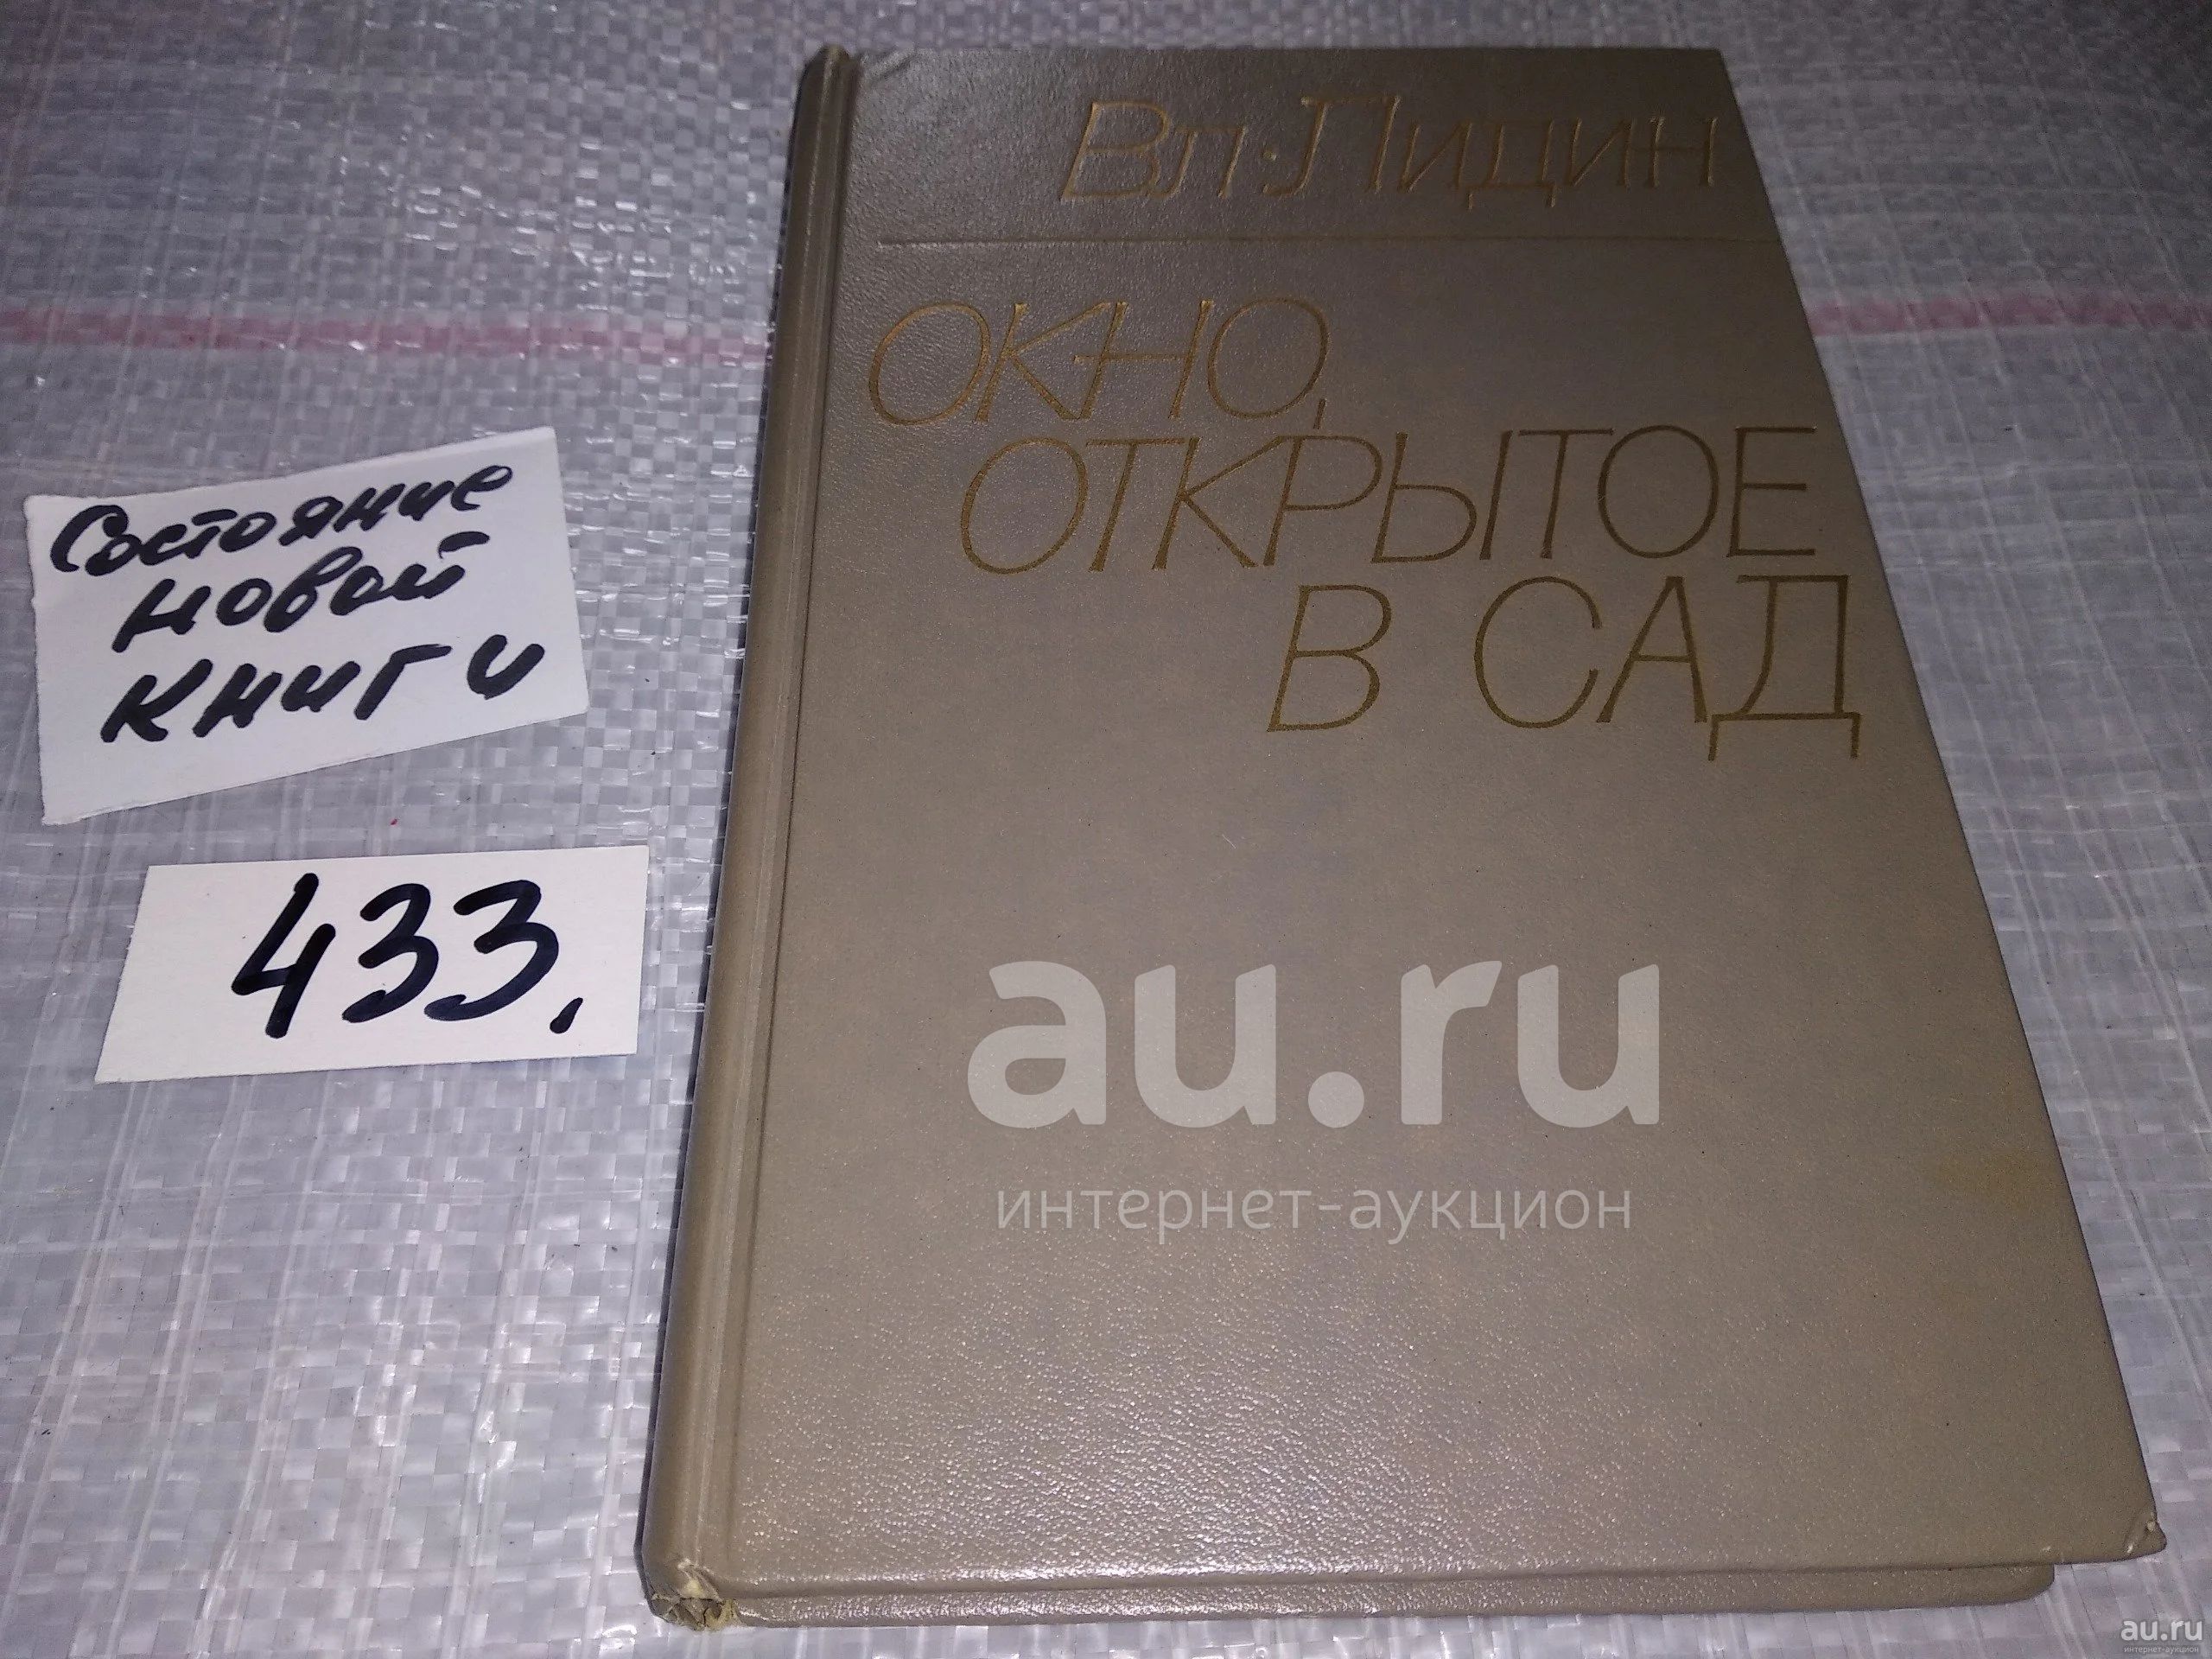 Вл. Лидин
ОКНО,
ОТКРЫТОЕ
В САД
Состояние
новой
книги
433.
au.ru
интернет-аукцион
au.ru
интернет-аукцион